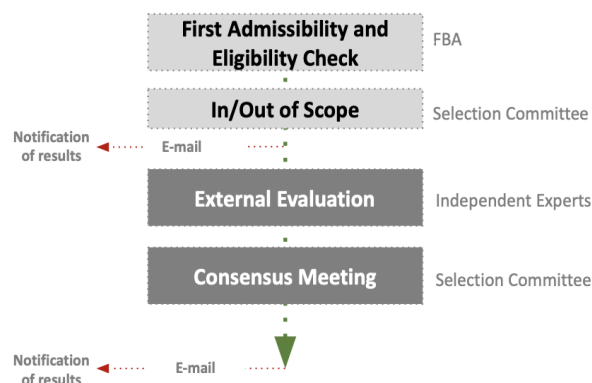 First Admissibility and
Eligibility Check
FBA
In/Out of Scope
Selection Committee
Notification
of results
E-mail
External Evaluation
Independent Experts
Consensus Meeting
Selection Committee
Notification
of results
E-mail